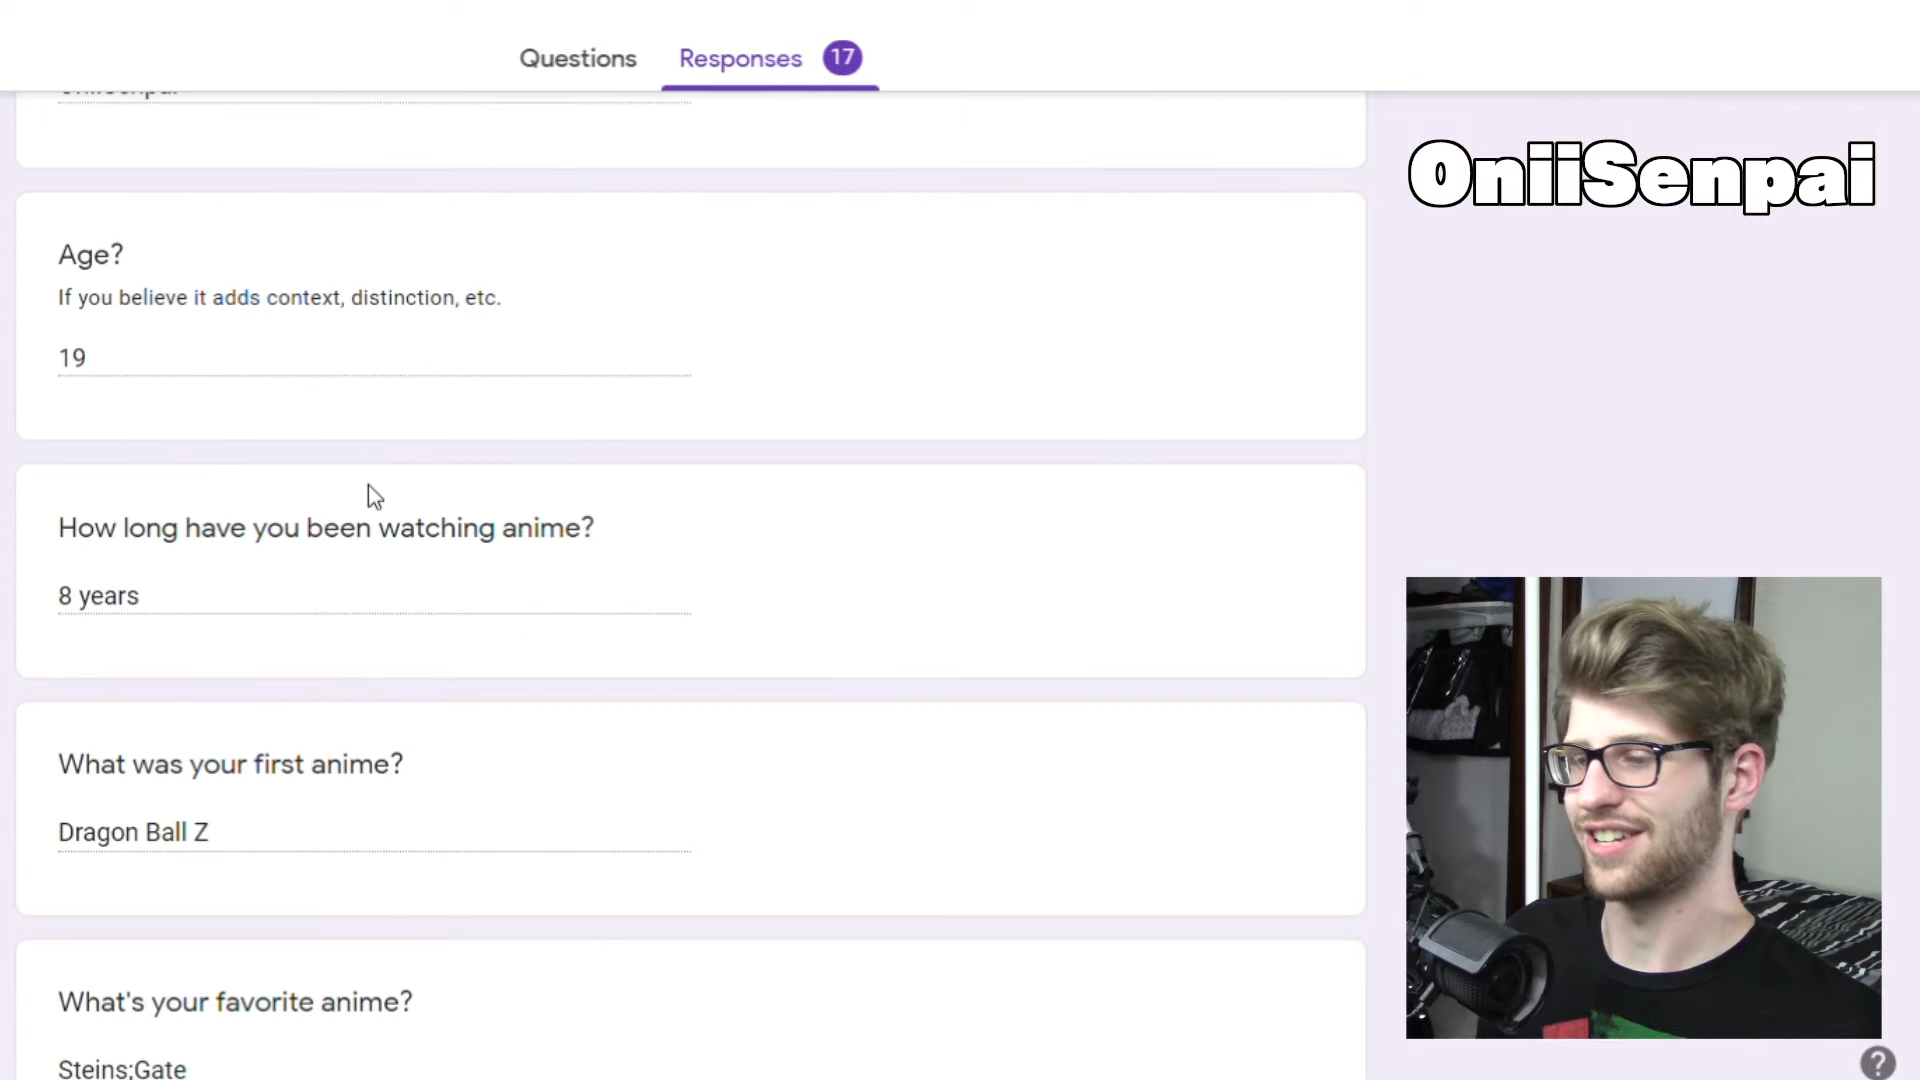 Questions
Responses 17
OniiSenpai
OniiSenpai
Age?
If you believe it adds context, distinction, etc.
19
How long have you been watching anime?
8 years
What was your first anime?
Dragon Ball Z
What's your favorite anime?
Steins;Gate
?